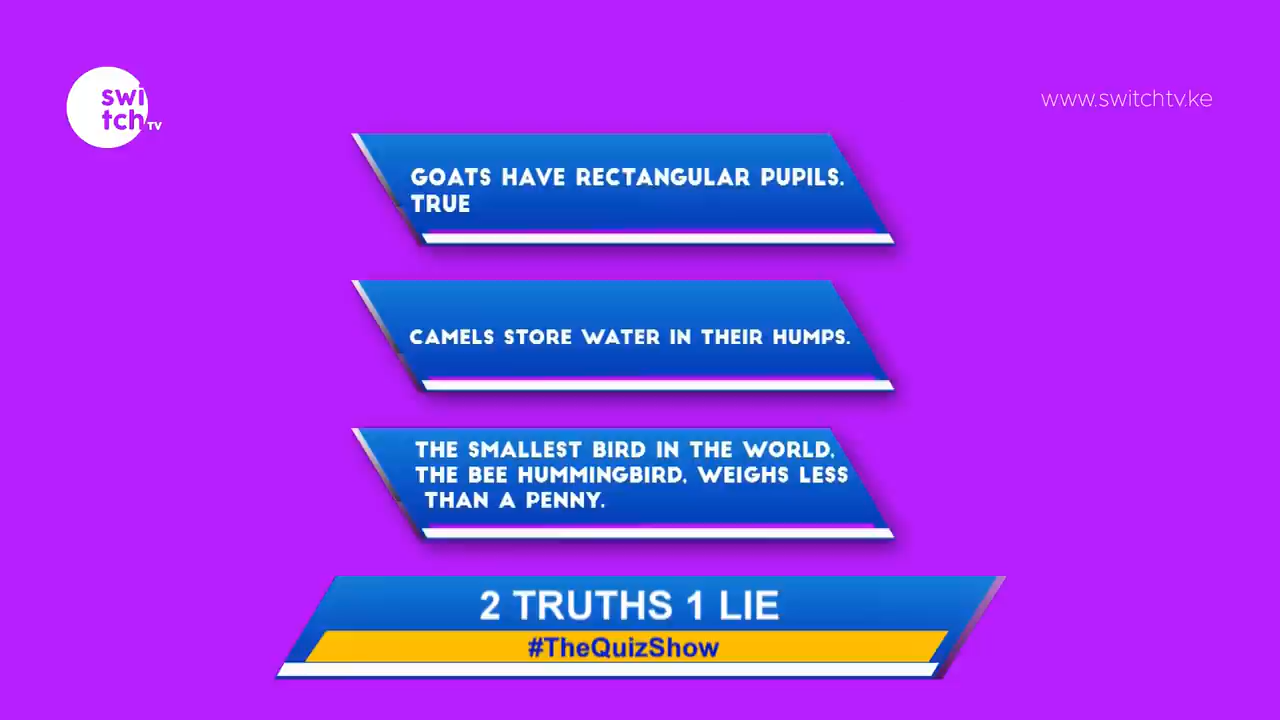 swi
tch TV
www.switchtv.ke
GOATS HAVE RECTANGULAR PUPILS.
TRUE
CAMELS STORE WATER IN THEIR HUMPS.
THE SMALLEST BIRD IN THE WORLD,
THE BEE HUMMINGBIRD, WEIGHS LESS
THAN A PENNY.
2 TRUTHS 1 LIE
#TheQuizShow